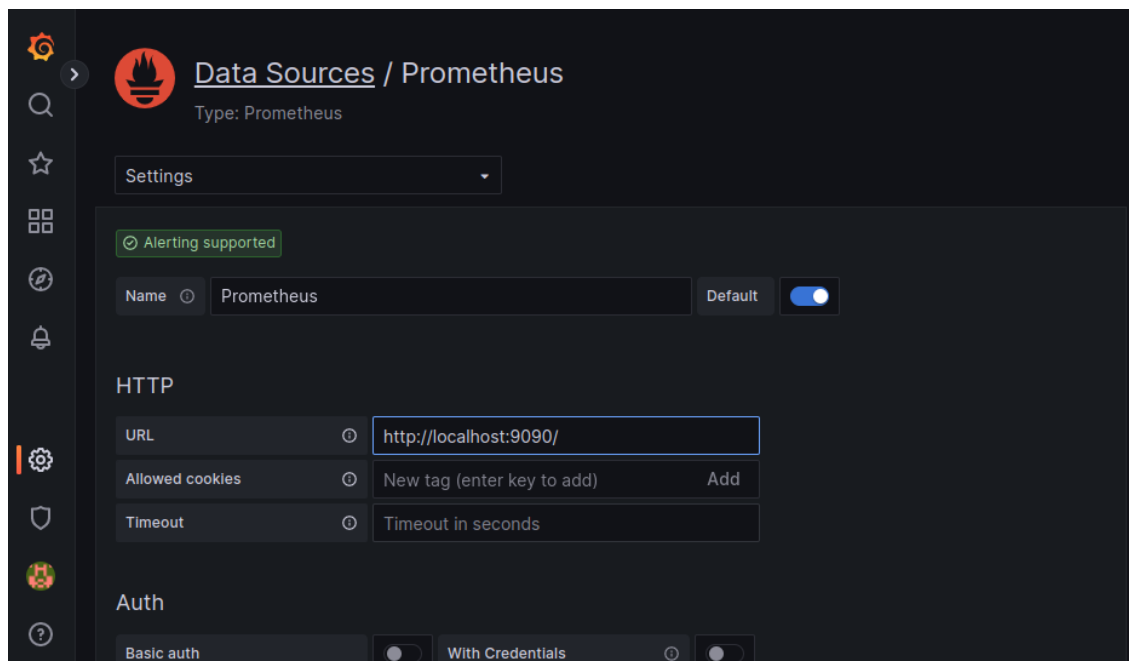 Data Sources / Prometheus
Type: Prometheus
Settings
Alerting supported
Name Prometheus Default
HTTP
URL http://localhost:9090/
Allowed cookies New tag (enter key to add) Add
Timeout Timeout in seconds
Auth
Basic auth With Credentials